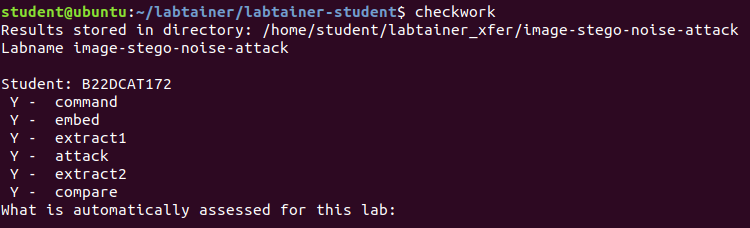 student@ubuntu:~/labtainer/labtainer-student$ checkwork
Results stored in directory: /home/student/labtainer_xfer/image-stego-noise-attack
Labname image-stego-noise-attack
Student: B22DCAT172
Y - command
Y - embed
Y - extract1
Y - attack
Y - extract2
Y - compare
What is automatically assessed for this lab: